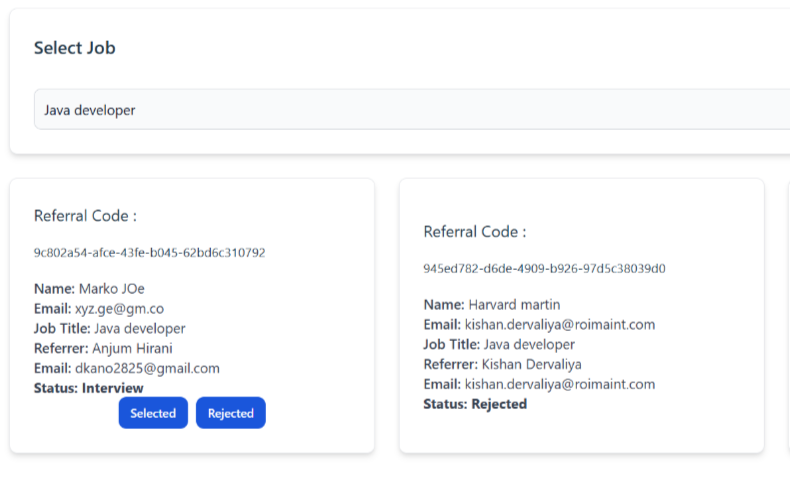 Select Job
Java developer
Referral Code :
9c802a54-afce-43fe-b045-62bd6c310792
Name: Marko JOe
Email: xyz.ge@gm.co
Job Title: Java developer
Referrer: Anjum Hirani
Email: dkano2825@gmail.com
Status: Interview
Selected Rejected
Referral Code :
945ed782-d6de-4909-b926-97d5c38039d0
Name: Harvard martin
Email: kishan.dervaliya@roimaint.com
Job Title: Java developer
Referrer: Kishan Dervaliya
Email: kishan.dervaliya@roimaint.com
Status: Rejected